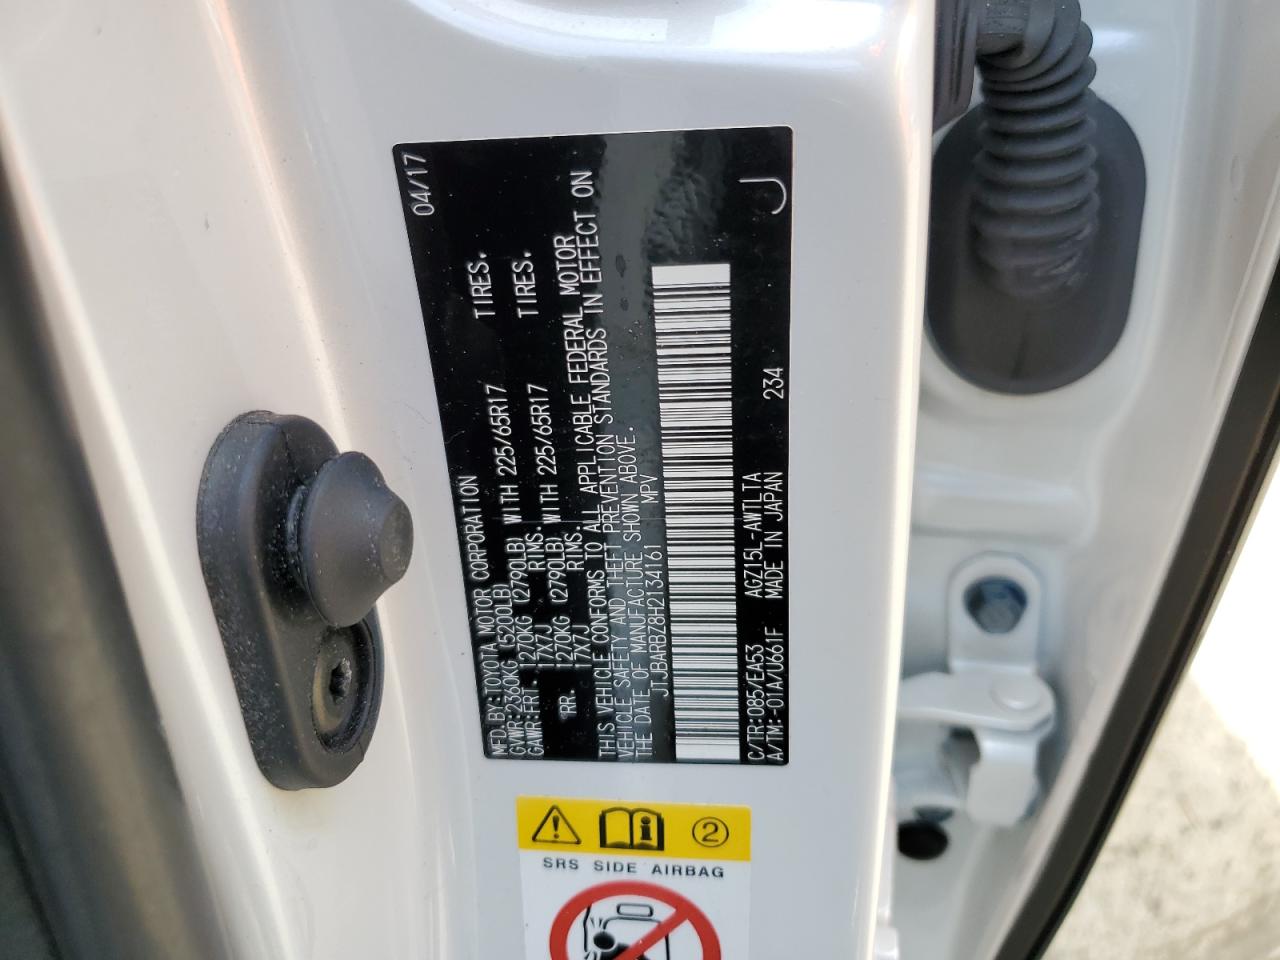 MFD. BY: TOYOTA MOTOR CORPORATION 04/17
GVWR: 2360KG (5200LB)
GAWR: FRT. 1270KG (2790LB) WITH 225/65R17 TIRES.
17X7J RIMS.
RR. 1270KG (2790LB) WITH 225/65R17 TIRES.
17X7J RIMS.
THIS VEHICLE CONFORMS TO ALL APPLICABLE FEDERAL MOTOR
VEHICLE SAFETY AND THEFT PREVENTION STANDARDS IN EFFECT ON
THE DATE OF MANUFACTURE SHOWN ABOVE.
JTJBARBZ8H2134161 MPV
C/TR: 085/EA53 AGZ15L-AWTLTA
A/TM: -01A/U661F MADE IN JAPAN 234 J
2
SRS SIDE AIRBAG